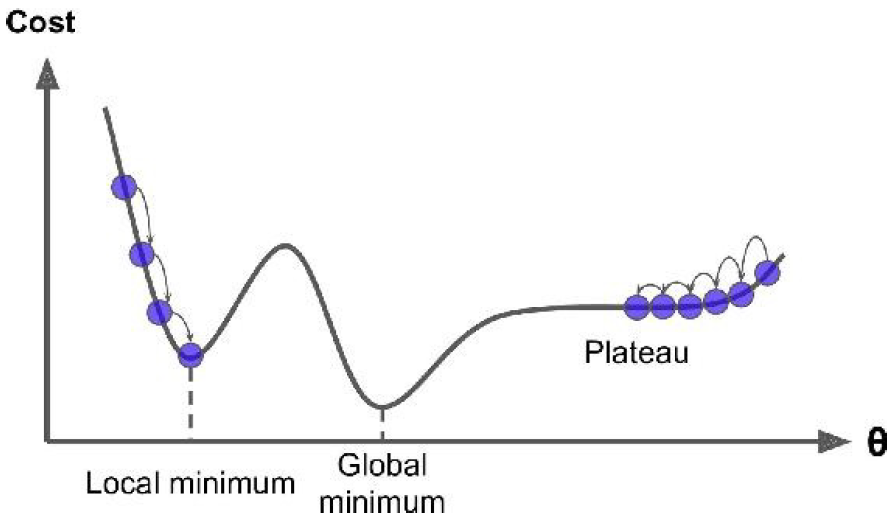 Cost
Plateau
θ
Local minimum
Global
minimum